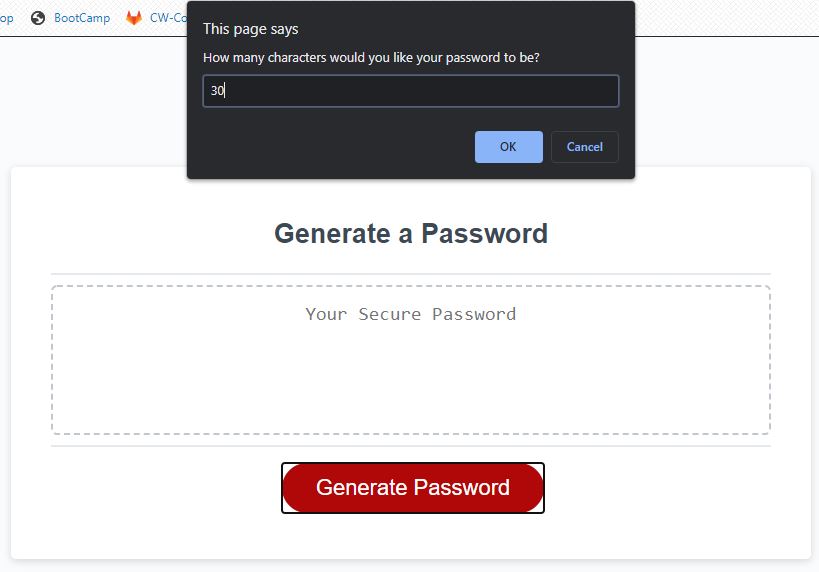 op BootCamp CW-Co
This page says
How many characters would you like your password to be?
30
OK Cancel
Generate a Password
Your Secure Password
Generate Password